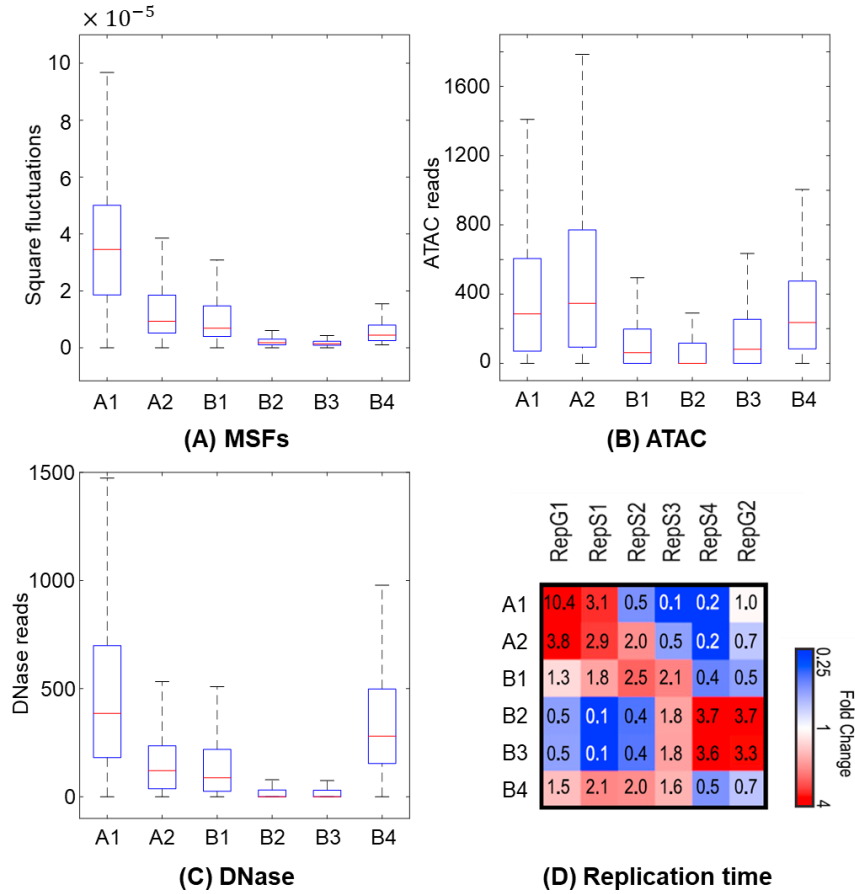 × 10⁻⁵
10
8
6
4
2
0
Square fluctuations
A1 A2 B1 B2 B3 B4
(A) MSFs
1800
1400
800
400
0
ATAC reads
A1 A2 B1 B2 B3 B4
(B) ATAC
1500
1000
500
0
DNase reads
A1 A2 B1 B2 B3 B4
(C) DNase
RepG1 RepS1 RepS2 RepS3 RepS4 RepG2
A1 10.4 3.1 0.5 0.1 0.2 1.0
A2 3.8 2.9 2.0 0.5 0.2 0.7
B1 1.3 1.8 2.5 2.1 0.4 0.5
B2 0.5 0.1 0.4 1.8 3.7 3.7
B3 0.5 0.1 0.4 1.8 3.6 3.3
B4 1.5 2.1 2.0 1.6 0.5 0.7
0.25
1
4
Fold Change
(D) Replication time